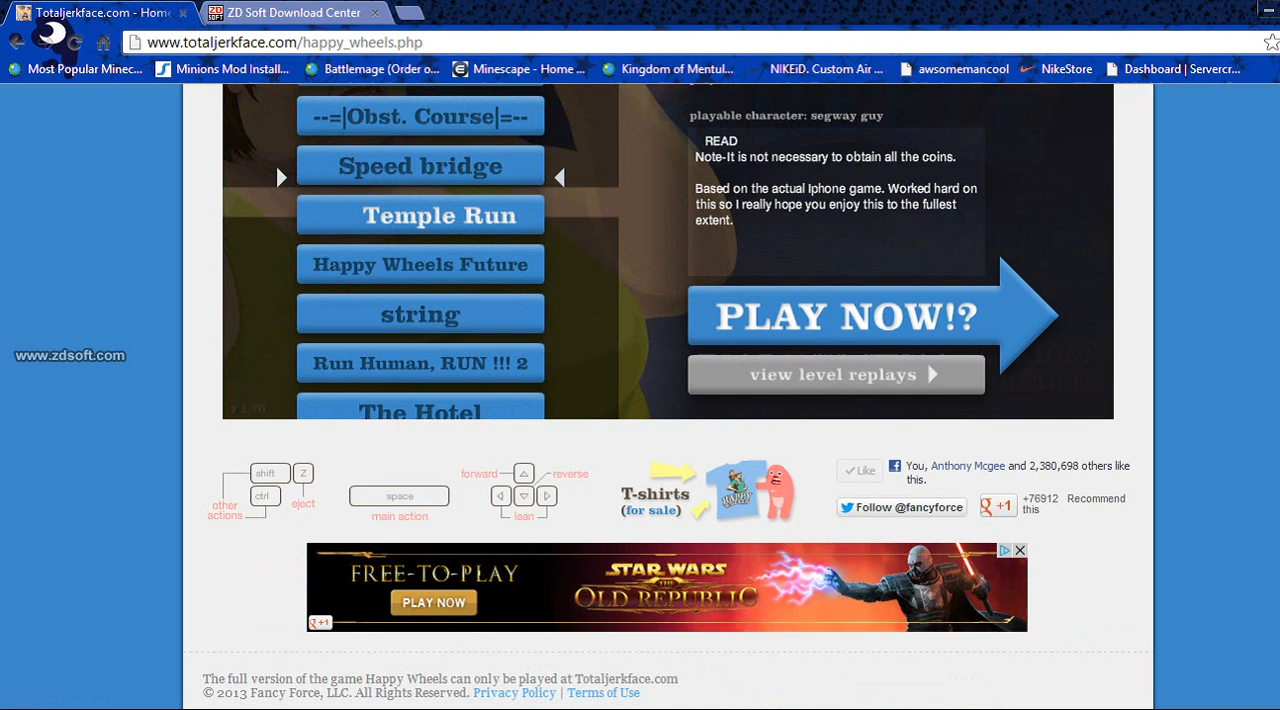 Totaljerkface.com - Home
ZD Soft Download Center
www.totaljerkface.com/happy_wheels.php
Most Popular Minec...
Minions Mod Install...
Battlemage (Order o...
Minescape - Home ...
Kingdom of Mentul...
NIKEiD. Custom Air ...
awsomemancool
NikeStore
Dashboard | Servercr...
--=|Obst. Course|=--
Speed bridge
Temple Run
Happy Wheels Future
string
Run Human, RUN !!! 2
The Hotel
v 1.70
playable character: segway guy
READ
Note-It is not necessary to obtain all the coins.
Based on the actual Iphone game. Worked hard on
this so I really hope you enjoy this to the fullest
extent.
PLAY NOW!?
view level replays
www.zdsoft.com
shift
Z
ctrl
other
actions
eject
space
main action
forward
reverse
lean
T-shirts
(for sale)
HAPPY
WHEELS
Like
You, Anthony Mcgee and 2,380,698 others like
this.
Follow @fancyforce
+1
+76912 Recommend
this
FREE-TO-PLAY
PLAY NOW
STAR WARS
THE
OLD REPUBLIC
+1
The full version of the game Happy Wheels can only be played at Totaljerkface.com
© 2013 Fancy Force, LLC. All Rights Reserved. Privacy Policy | Terms of Use